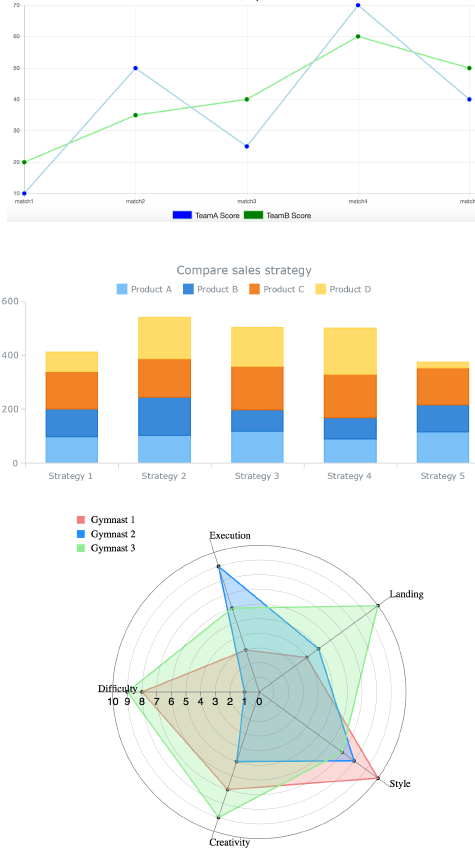 70
60
50
40
30
20
10
match1 match2 match3 match4 match
TeamA Score TeamB Score
Compare sales strategy
Product A Product B Product C Product D
600
400
200
0
Strategy 1 Strategy 2 Strategy 3 Strategy 4 Strategy 5
Gymnast 1
Gymnast 2
Gymnast 3
Execution
Landing
Difficulty
10 9 8 7 6 5 4 3 2 1 0
Style
Creativity